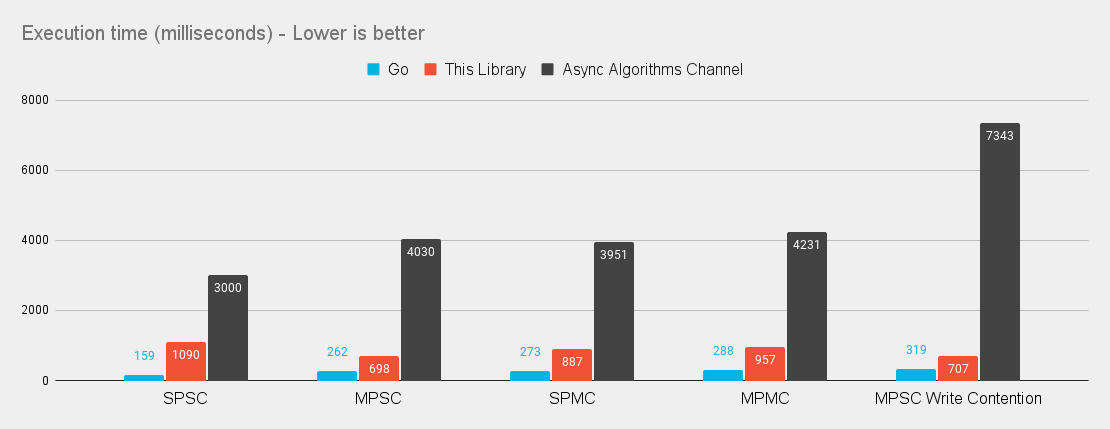 Execution time (milliseconds) - Lower is better
Go This Library Async Algorithms Channel
8000
6000
4000
2000
0
159 1090 3000
262 698 4030
273 887 3951
288 957 4231
319 707 7343
SPSC MPSC SPMC MPMC MPSC Write Contention